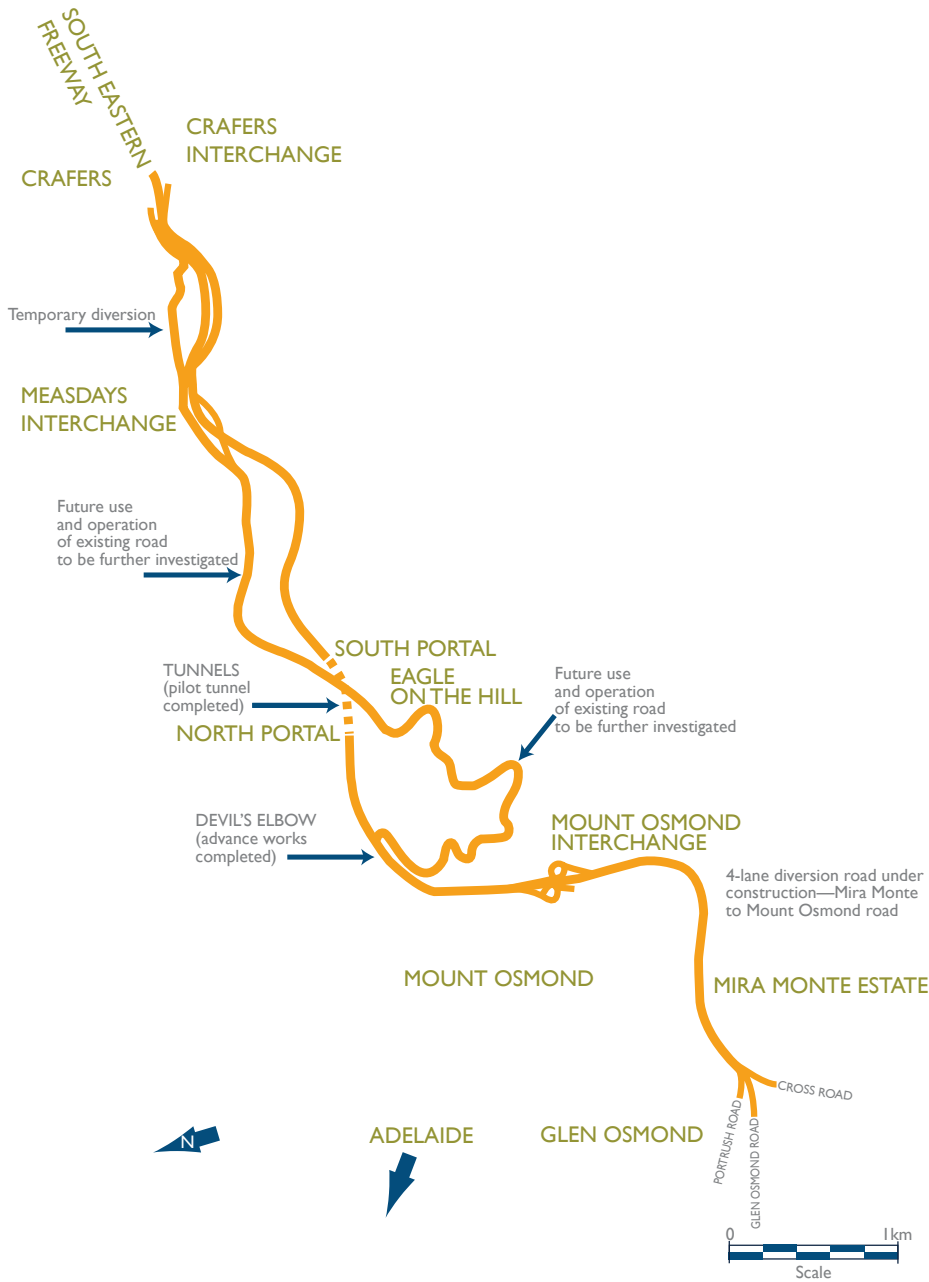 SOUTH EASTERN
FREEWAY
CRAFERS
INTERCHANGE
CRAFERS
Temporary diversion
MEASDAYS
INTERCHANGE
Future use
and operation
of existing road
to be further investigated
SOUTH PORTAL
EAGLE
ON THE HILL
TUNNELS
(pilot tunnel
completed)
Future use
and operation
of existing road
to be further investigated
NORTH PORTAL
DEVIL'S ELBOW
(advance works
completed)
MOUNT OSMOND
INTERCHANGE
4-lane diversion road under
construction—Mira Monte
to Mount Osmond road
MOUNT OSMOND
MIRA MONTE ESTATE
CROSS ROAD
PORTRUSH ROAD
GLEN OSMOND ROAD
N
ADELAIDE
GLEN OSMOND
0 1km
Scale